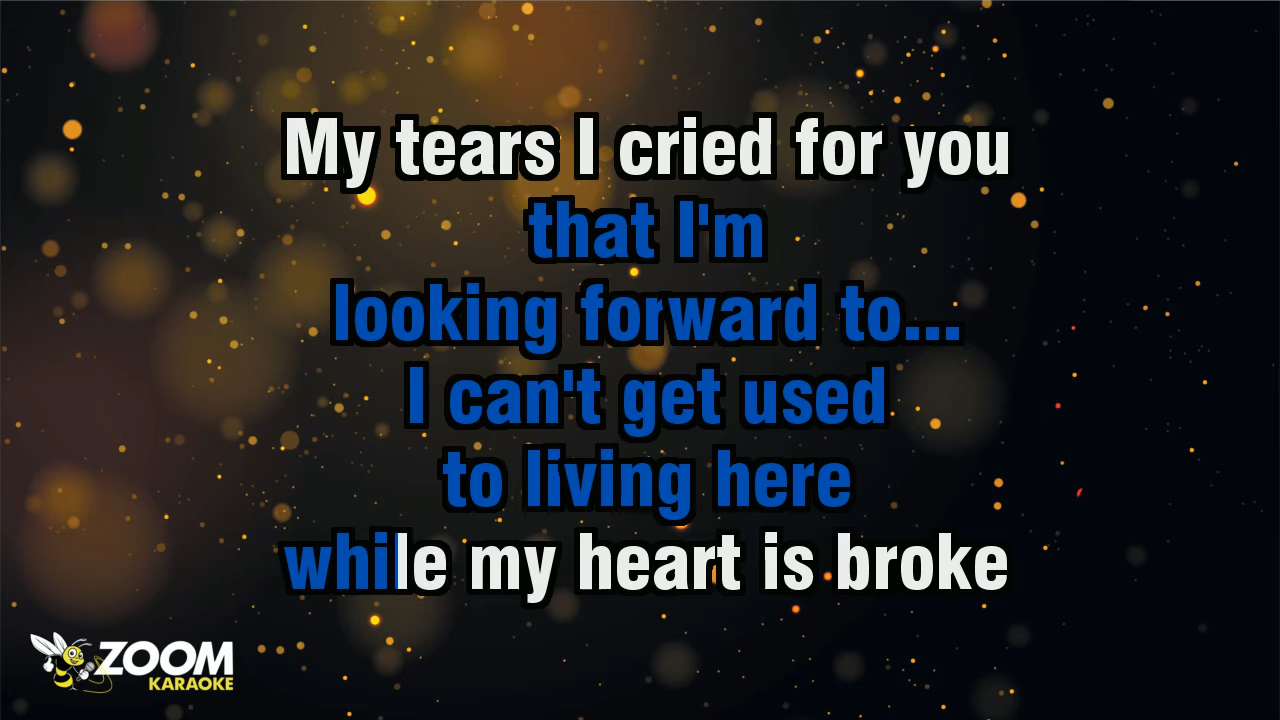 My tears I cried for you
that I'm
looking forward to...
I can't get used
to living here
while my heart is broke
ZOOM
KARAOKE